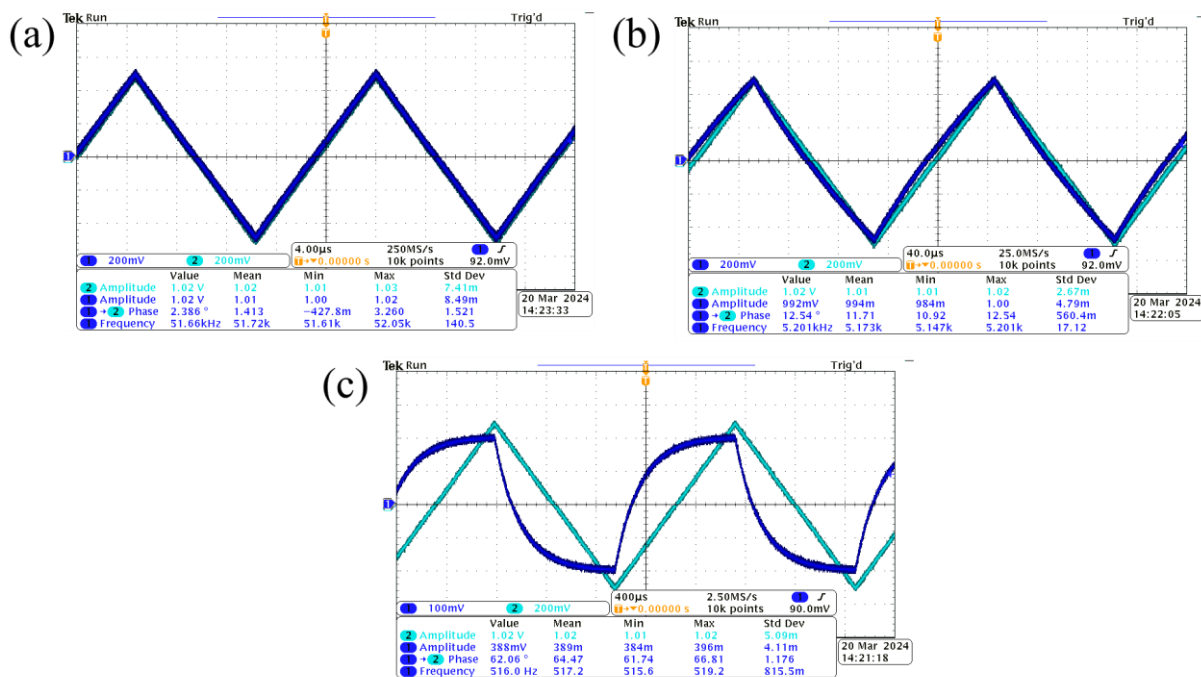 (a)
Tek Run Trig'd
T
T
1
1 200mV 2 200mV 4.00µs 250MS/s 1 ʃ
T→▼0.00000 s 10k points 92.0mV
Value Mean Min Max Std Dev
2 Amplitude 1.02 V 1.02 1.01 1.03 7.41m
1 Amplitude 1.02 V 1.01 1.00 1.02 8.49m
1 → 2 Phase 2.386 ° 1.413 −427.8m 3.260 1.521
1 Frequency 51.66kHz 51.72k 51.61k 52.05k 140.5
20 Mar 2024
14:23:33
(b)
Tek Run Trig'd
T
T
1
1 200mV 2 200mV 40.0µs 25.0MS/s 1 ʃ
T→▼0.00000 s 10k points 92.0mV
Value Mean Min Max Std Dev
2 Amplitude 1.02 V 1.01 1.01 1.02 2.67m
1 Amplitude 992mV 994m 984m 1.00 4.79m
1 → 2 Phase 12.54 ° 11.71 10.92 12.54 560.4m
1 Frequency 5.201kHz 5.173k 5.147k 5.201k 17.12
20 Mar 2024
14:22:05
(c)
Tek Run Trig'd
T
T
1
1 100mV 2 200mV 400µs 2.50MS/s 1 ʃ
T→▼0.00000 s 10k points 90.0mV
Value Mean Min Max Std Dev
2 Amplitude 1.02 V 1.02 1.01 1.02 5.09m
1 Amplitude 388mV 389m 384m 396m 4.11m
1 → 2 Phase 62.06 ° 64.47 61.74 66.81 1.176
1 Frequency 516.0 Hz 517.2 515.6 519.2 815.5m
20 Mar 2024
14:21:18